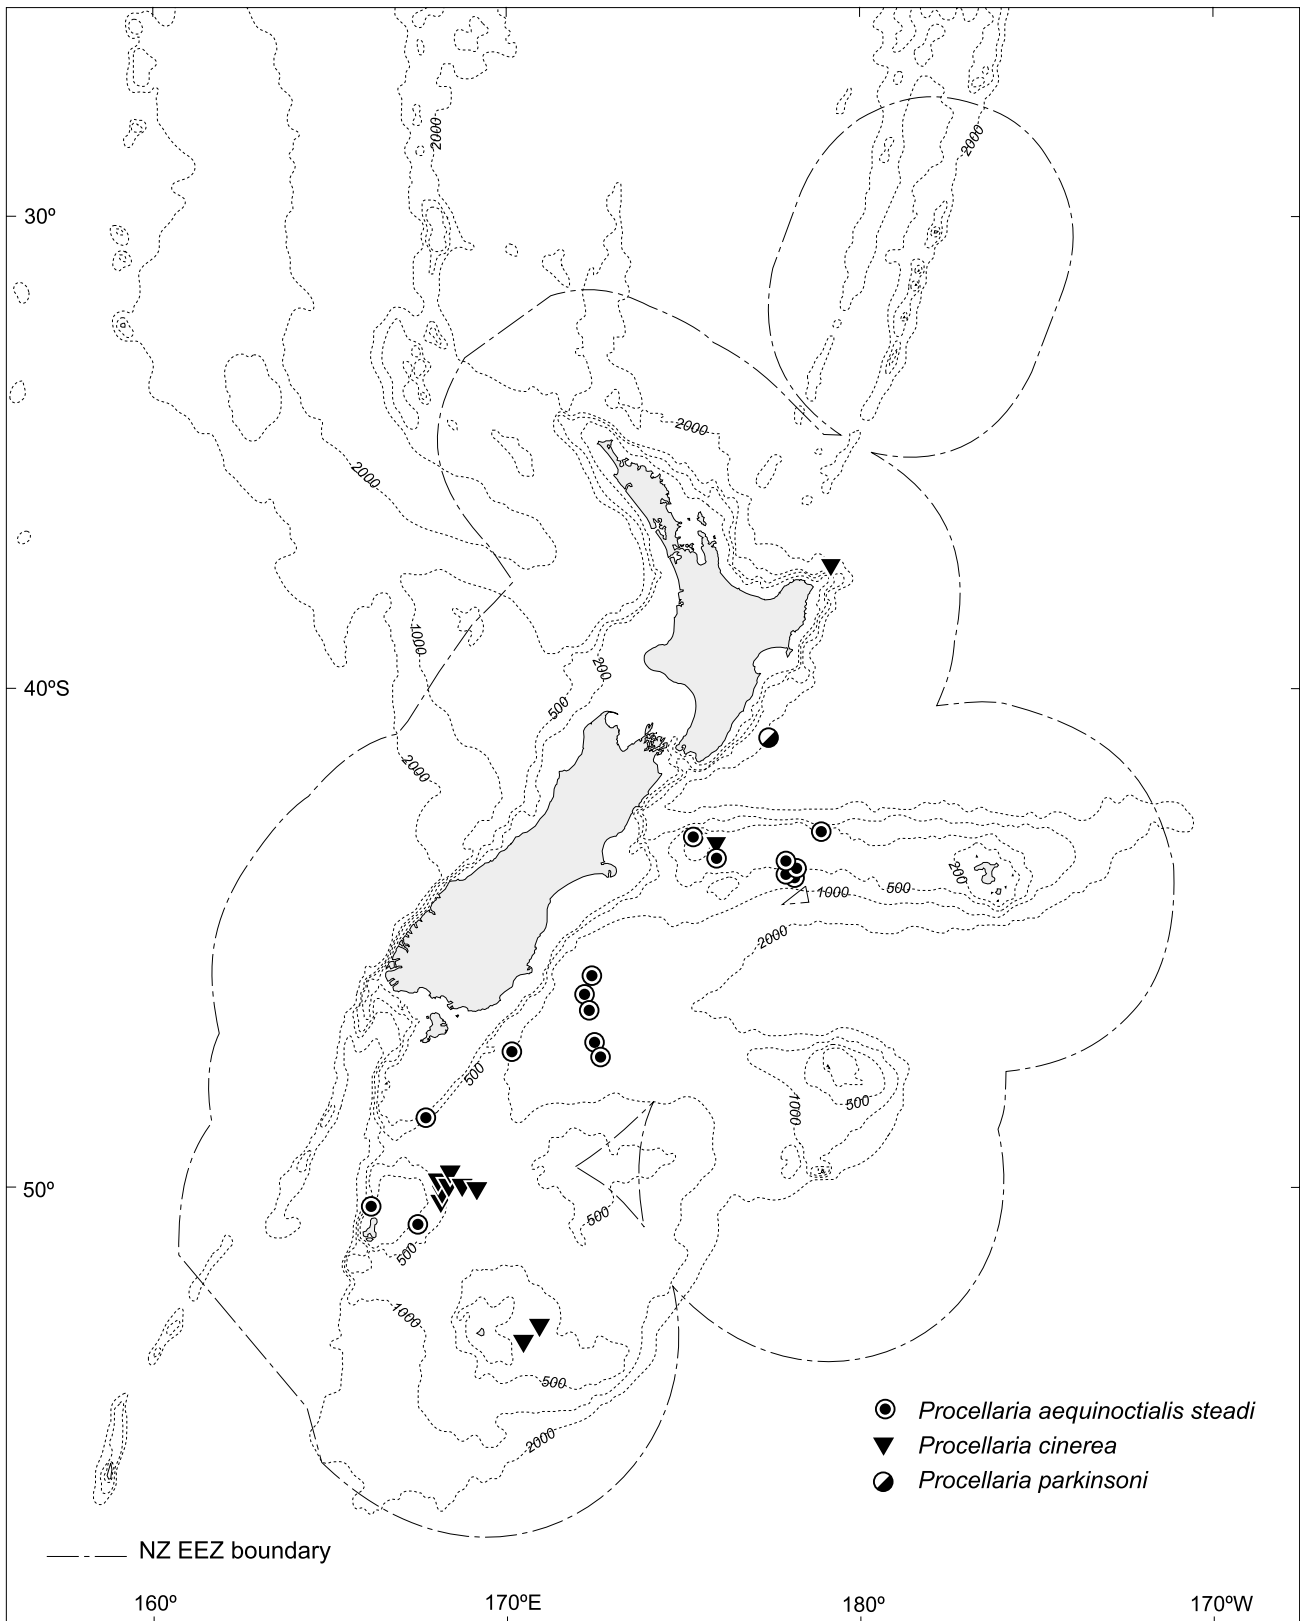 2000
2000
30º
2000
2000
1000
200
40ºS
500
2000
200
1000
500
2000
500
1000
500
50º
500
500
1000
500
2000
Procellaria aequinoctialis steadi
Procellaria cinerea
Procellaria parkinsoni
NZ EEZ boundary
160º
170ºE
180º
170ºW